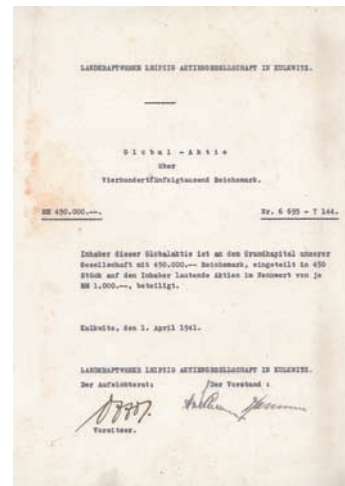 LANDKRAFTWERKE LEIPZIG AKTIENGESELLSCHAFT IN KULKWITZ.
Global - Aktie
über
Vierhundertfünfzigtausend Reichsmark.
RM 450.000.--. Nr. 6 695 - 7 144.
Inhaber dieser Globalaktie ist an dem Grundkapital unserer
Gesellschaft mit 450.000.-- Reichsmark, eingeteilt in 450
Stück auf den Inhaber lautende Aktien im Nennwert von je
RM 1.000.--, beteiligt.
Kulkwitz, den 1. April 1941.
LANDKRAFTWERKE LEIPZIG AKTIENGESELLSCHAFT IN KULKWITZ.
Der Aufsichtsrat: Der Vorstand :
Vorsitzer.